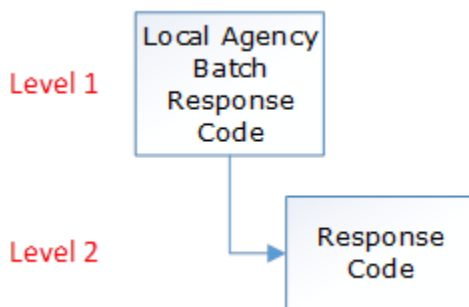 Local Agency
Batch
Level 1
Response
Code
Response
Level 2
Code